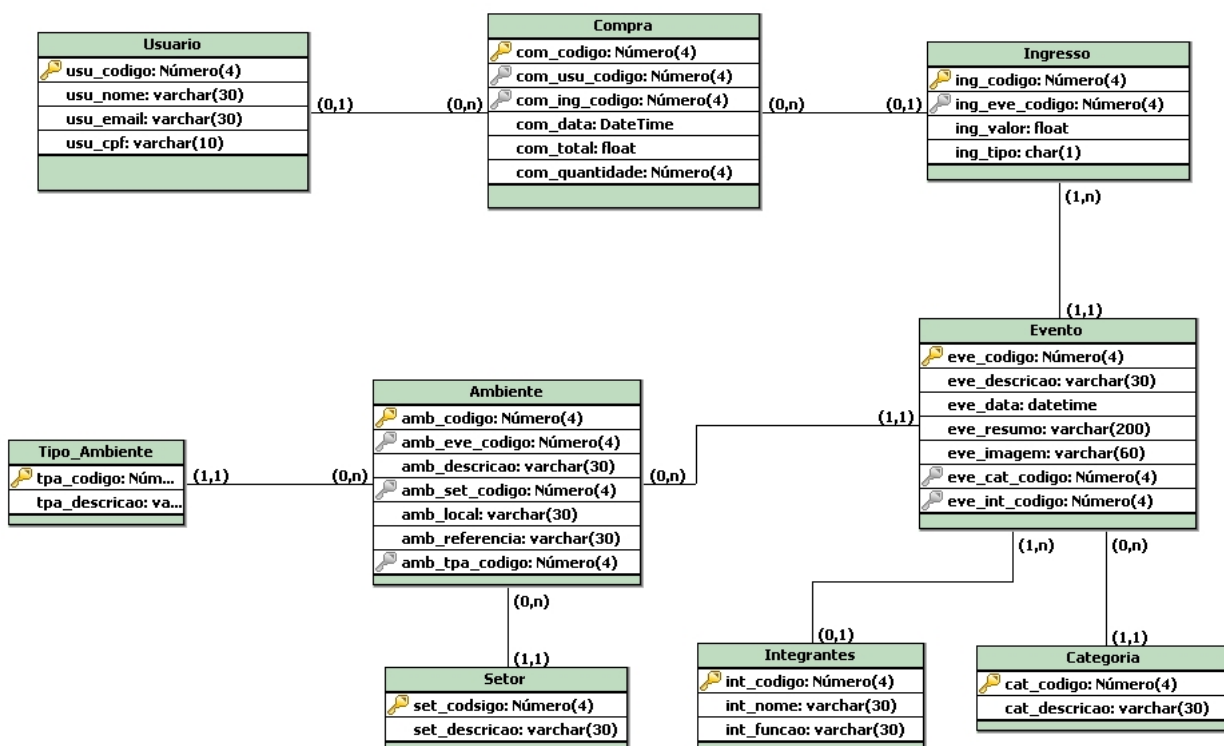 Usuario
usu_codigo: Número(4)
usu_nome: varchar(30)
usu_email: varchar(30)
usu_cpf: varchar(10)
(0,1)
(0,n)
Compra
com_codigo: Número(4)
com_usu_codigo: Número(4)
com_ing_codigo: Número(4)
com_data: DateTime
com_total: float
com_quantidade: Número(4)
(0,n)
(0,1)
Ingresso
ing_codigo: Número(4)
ing_eve_codigo: Número(4)
ing_valor: float
ing_tipo: char(1)
(1,n)
(1,1)
Evento
eve_codigo: Número(4)
eve_descricao: varchar(30)
eve_data: datetime
eve_resumo: varchar(200)
eve_imagem: varchar(60)
eve_cat_codigo: Número(4)
eve_int_codigo: Número(4)
(1,1)
(0,n)
Ambiente
amb_codigo: Número(4)
amb_eve_codigo: Número(4)
amb_descricao: varchar(30)
amb_set_codigo: Número(4)
amb_local: varchar(30)
amb_referencia: varchar(30)
amb_tpa_codigo: Número(4)
Tipo_Ambiente
tpa_codigo: Núm...
tpa_descricao: va...
(1,1)
(0,n)
(0,n)
(1,1)
Setor
set_codsigo: Número(4)
set_descricao: varchar(30)
(1,n)
(0,1)
Integrantes
int_codigo: Número(4)
int_nome: varchar(30)
int_funcao: varchar(30)
(0,n)
(1,1)
Categoria
cat_codigo: Número(4)
cat_descricao: varchar(30)